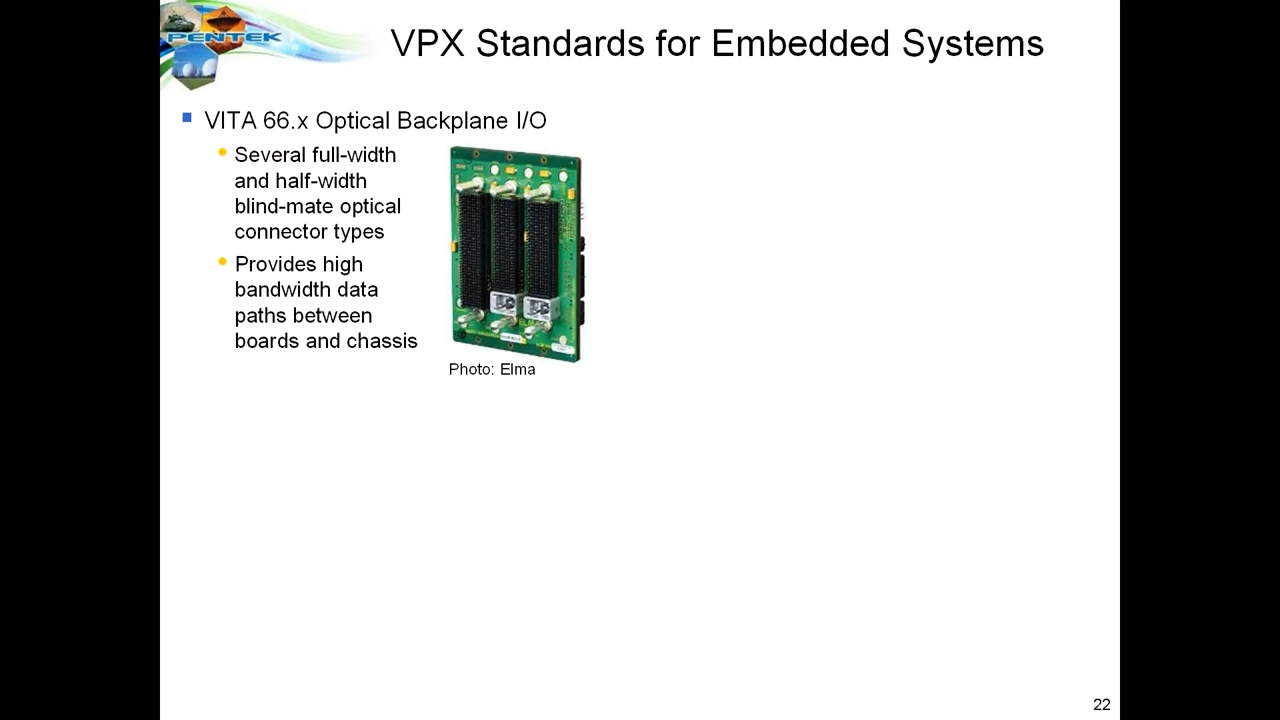 PENTEK
VPX Standards for Embedded Systems
VITA 66.x Optical Backplane I/O
Several full-width
and half-width
blind-mate optical
connector types
Provides high
bandwidth data
paths between
boards and chassis
Photo: Elma
22